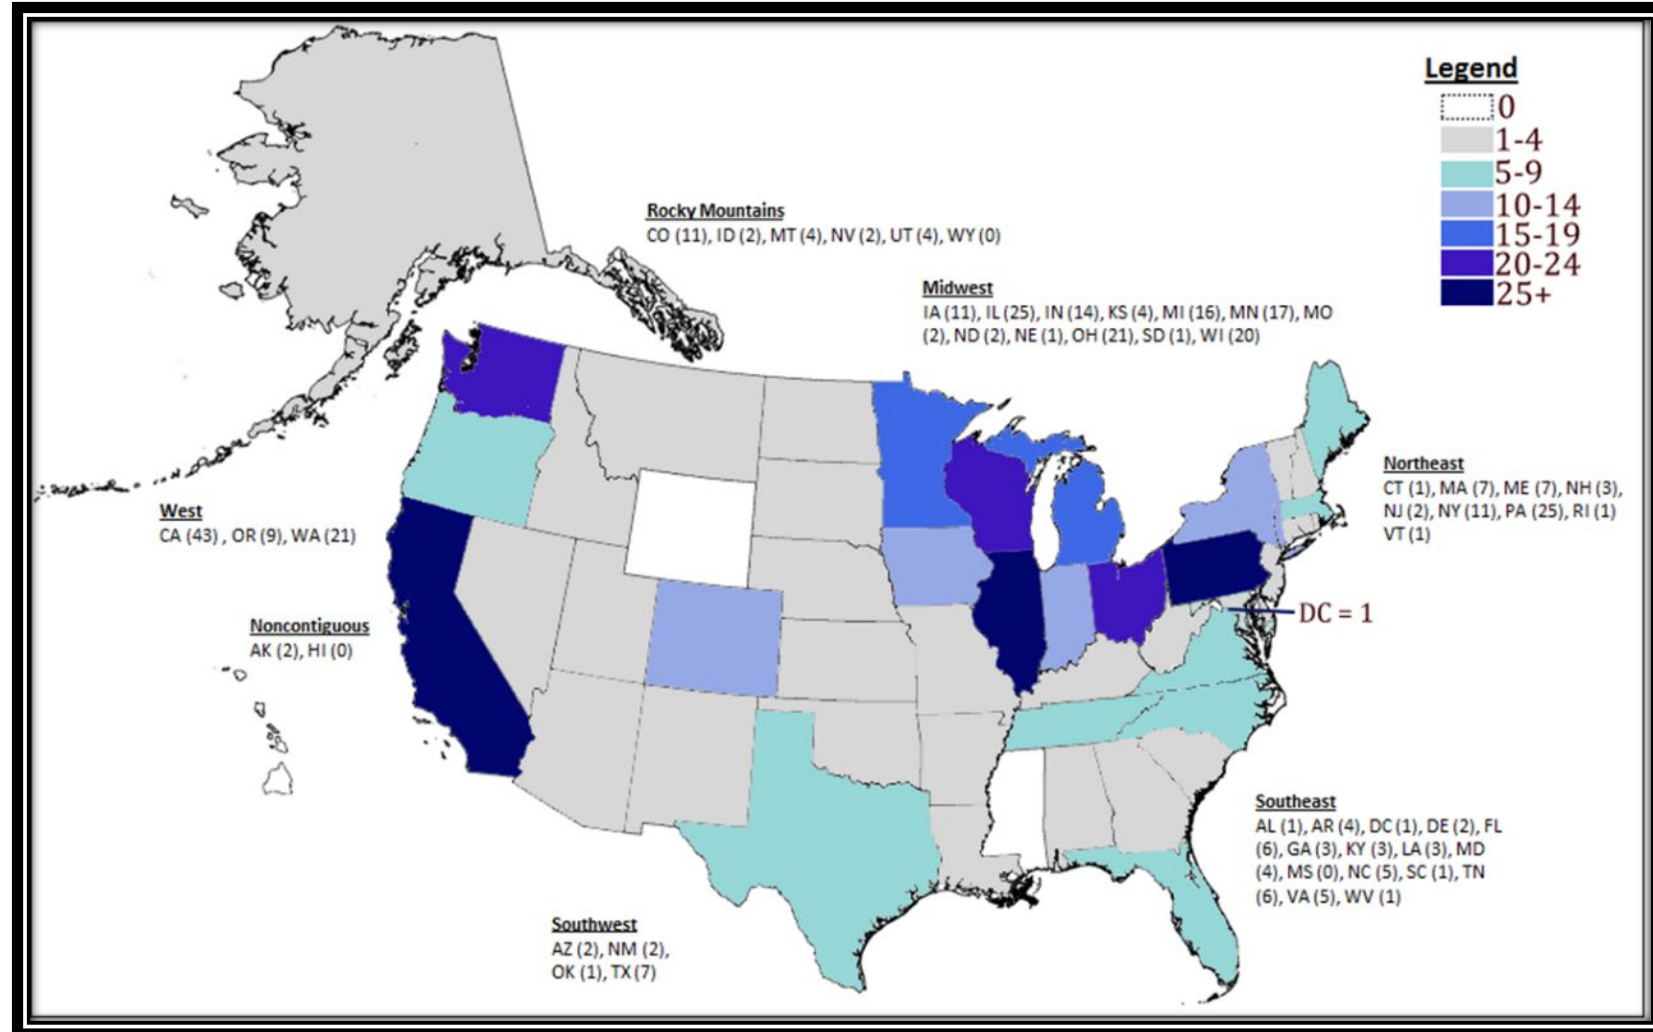 Legend
0
1-4
5-9
10-14
15-19
20-24
25+
Rocky Mountains
CO (11), ID (2), MT (4), NV (2), UT (4), WY (0)
Midwest
IA (11), IL (25), IN (14), KS (4), MI (16), MN (17), MO
(2), ND (2), NE (1), OH (21), SD (1), WI (20)
Northeast
CT (1), MA (7), ME (7), NH (3),
NJ (2), NY (11), PA (25), RI (1)
VT (1)
West
CA (43) , OR (9), WA (21)
DC = 1
Noncontiguous
AK (2), HI (0)
Southeast
AL (1), AR (4), DC (1), DE (2), FL
(6), GA (3), KY (3), LA (3), MD
(4), MS (0), NC (5), SC (1), TN
(6), VA (5), WV (1)
Southwest
AZ (2), NM (2),
OK (1), TX (7)